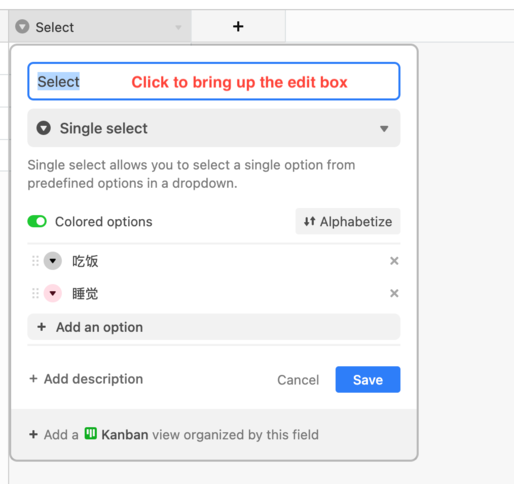 Select
+
Select Click to bring up the edit box
Single select
Single select allows you to select a single option from
predefined options in a dropdown.
Colored options Alphabetize
吃饭
睡觉
+ Add an option
+ Add description Cancel Save
+ Add a Kanban view organized by this field